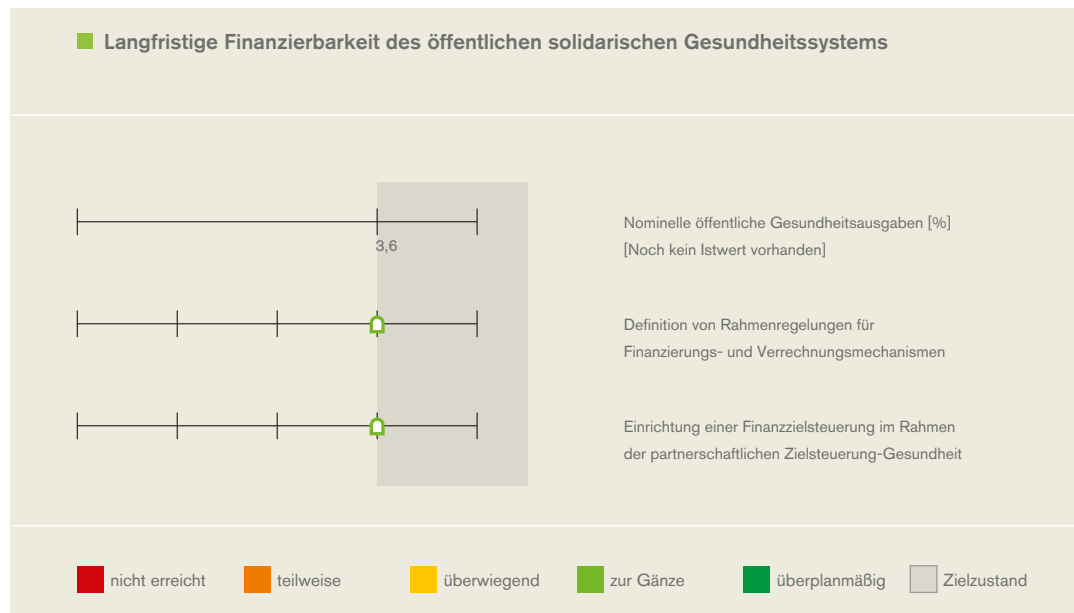 Langfristige Finanzierbarkeit des öffentlichen solidarischen Gesundheitssystems
3,6
Nominelle öffentliche Gesundheitsausgaben [%]
[Noch kein Istwert vorhanden]
Definition von Rahmenregelungen für
Finanzierungs- und Verrechnungsmechanismen
Einrichtung einer Finanzzielsteuerung im Rahmen
der partnerschaftlichen Zielsteuerung-Gesundheit
nicht erreicht
teilweise
überwiegend
zur Gänze
überplanmäßig
Zielzustand